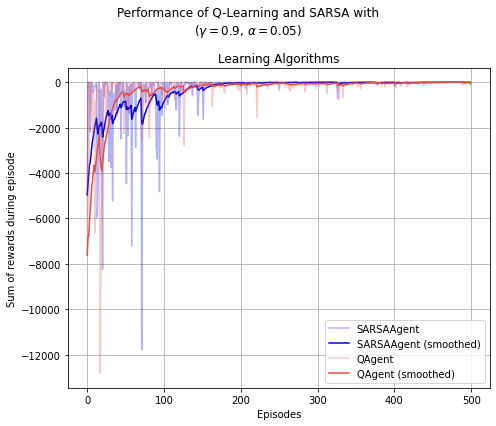 Performance of Q-Learning and SARSA with
(γ = 0.9, α = 0.05)
Learning Algorithms
Sum of rewards during episode
0
−2000
−4000
−6000
−8000
−10000
−12000
SARSAAgent
SARSAAgent (smoothed)
QAgent
QAgent (smoothed)
0 100 200 300 400 500
Episodes